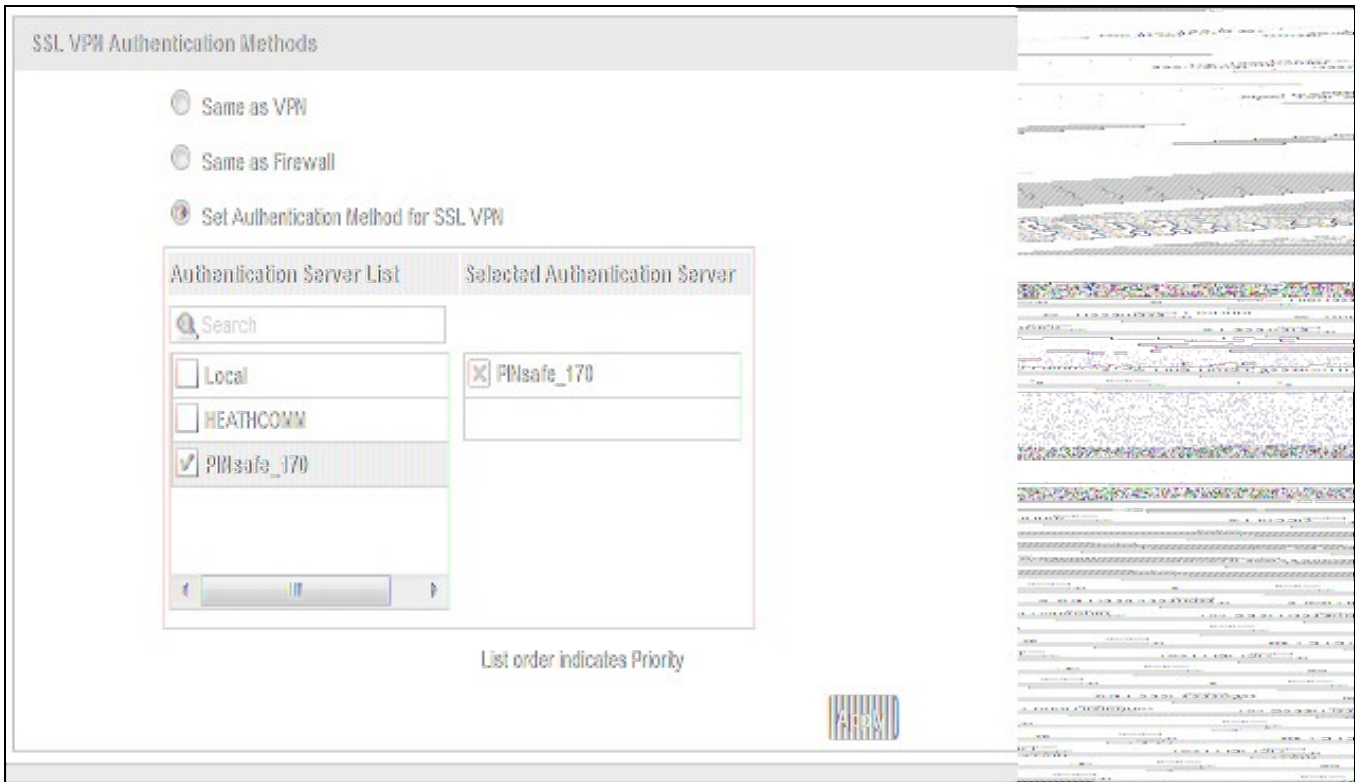 SSL VPN Authentication Methods
Same as VPN
Same as Firewall
Set Authentication Method for SSL VPN
Authentication Server List
Selected Authentication Server
Search
Local
PINsafe_170
HEATHCOMM
PINsafe_170
List order indicates Priority
Apply